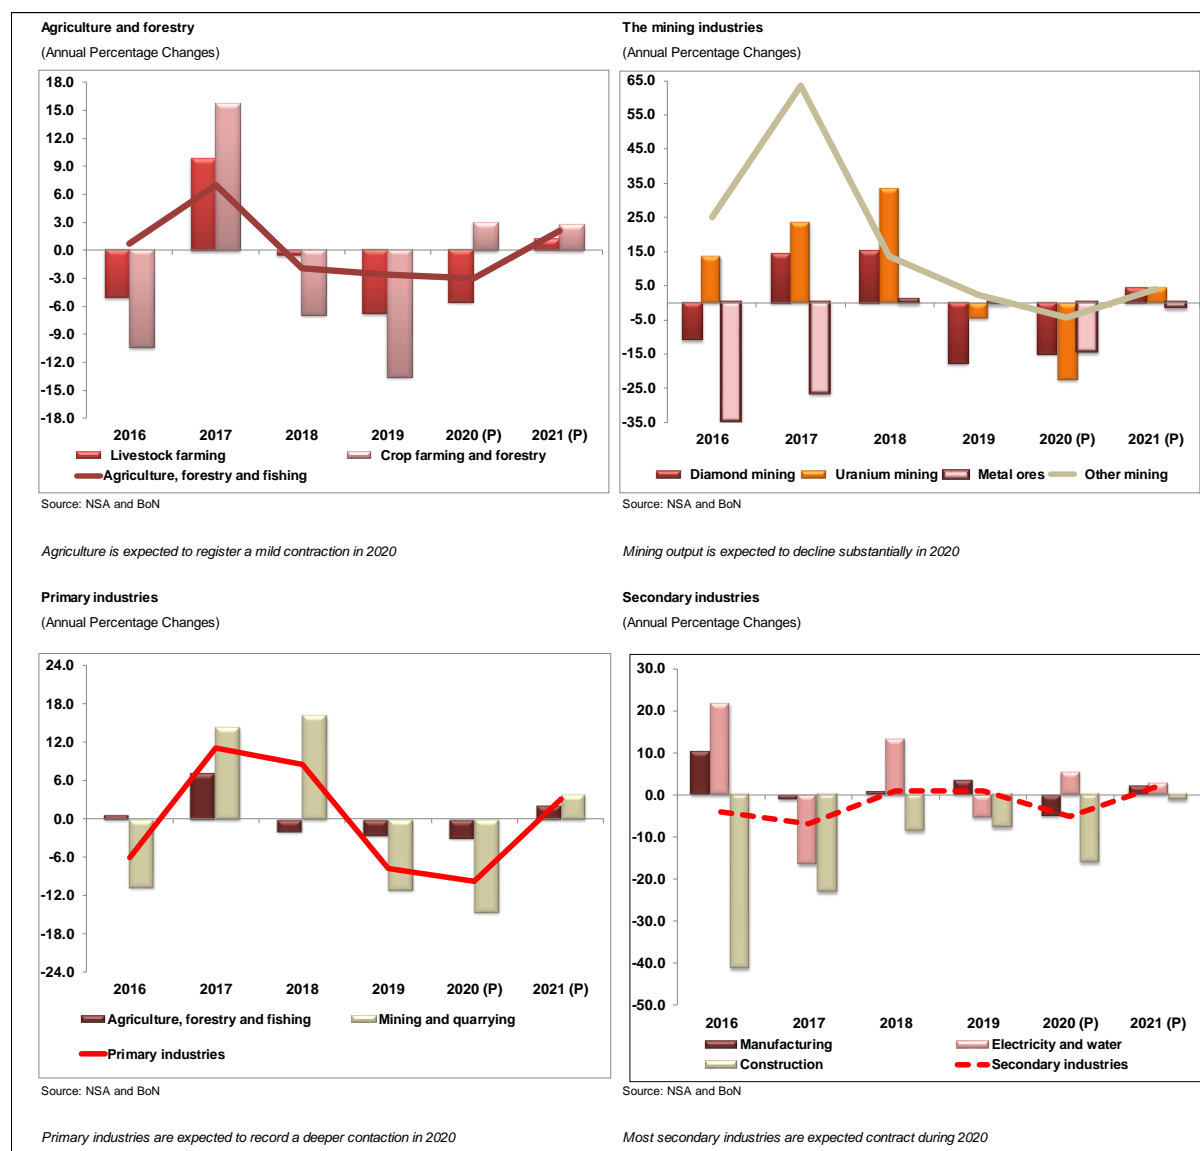 Agriculture and forestry
(Annual Percentage Changes)
18.0
15.0
12.0
9.0
6.0
3.0
0.0
-3.0
-6.0
-9.0
-12.0
-15.0
-18.0
2016 2017 2018 2019 2020 (P) 2021 (P)
Livestock farming Crop farming and forestry
Agriculture, forestry and fishing
Source: NSA and BoN
Agriculture is expected to register a mild contraction in 2020
The mining industries
(Annual Percentage Changes)
65.0
55.0
45.0
35.0
25.0
15.0
5.0
-5.0
-15.0
-25.0
-35.0
2016 2017 2018 2019 2020 (P) 2021 (P)
Diamond mining Uranium mining Metal ores Other mining
Source: NSA and BoN
Mining output is expected to decline substantially in 2020
Primary industries
(Annual Percentage Changes)
24.0
18.0
12.0
6.0
0.0
-6.0
-12.0
-18.0
-24.0
2016 2017 2018 2019 2020 (P) 2021 (P)
Agriculture, forestry and fishing Mining and quarrying
Primary industries
Source: NSA and BoN
Primary industries are expected to record a deeper contaction in 2020
Secondary industries
(Annual Percentage Changes)
30.0
20.0
10.0
0.0
-10.0
-20.0
-30.0
-40.0
-50.0
2016 2017 2018 2019 2020 (P) 2021 (P)
Manufacturing Electricity and water
Construction Secondary industries
Source: NSA and BoN
Most secondary industries are expected contract during 2020